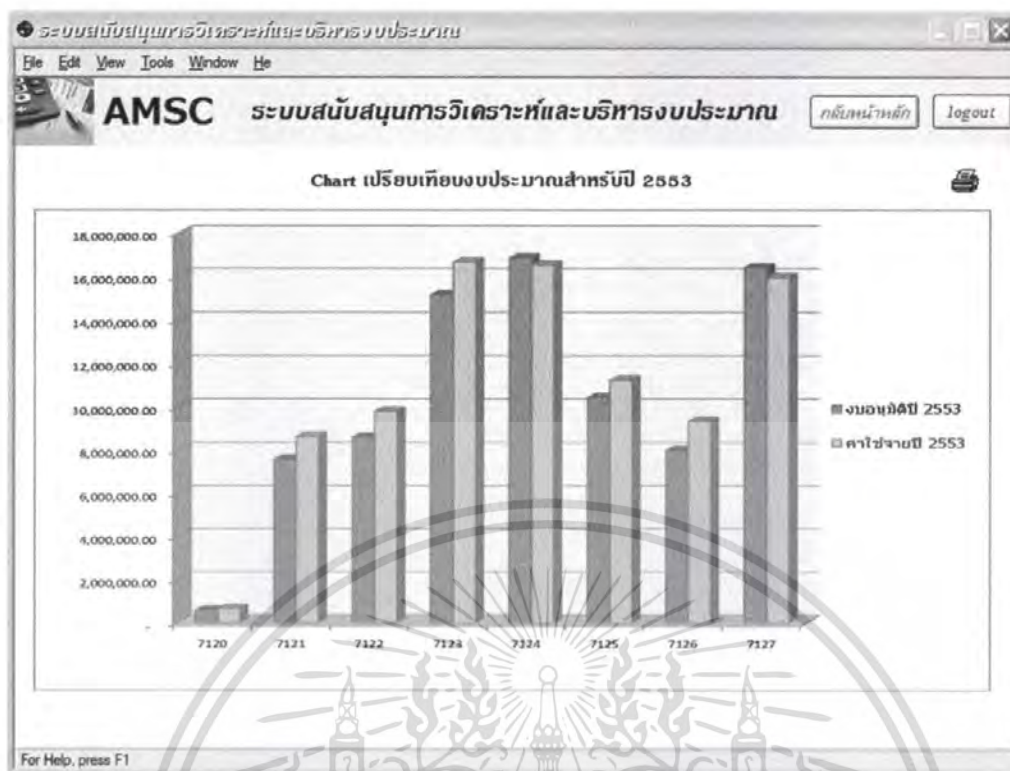 ระบบสนับสนุนการวิเคราะห์และบริหารงบประมาณ
File Edit View Tools Window He
AMSC ระบบสนับสนุนการวิเคราะห์และบริหารงบประมาณ กลับหน้าหลัก logout
Chart เปรียบเทียบงบประมาณสำหรับปี 2553
18,000,000.00
16,000,000.00
14,000,000.00
12,000,000.00
10,000,000.00
8,000,000.00
6,000,000.00
4,000,000.00
2,000,000.00
-
7120 7121 7122 7123 7124 7125 7126 7127
งบอนุมัติปี 2553
ค่าใช้จ่ายปี 2553
For Help, press F1